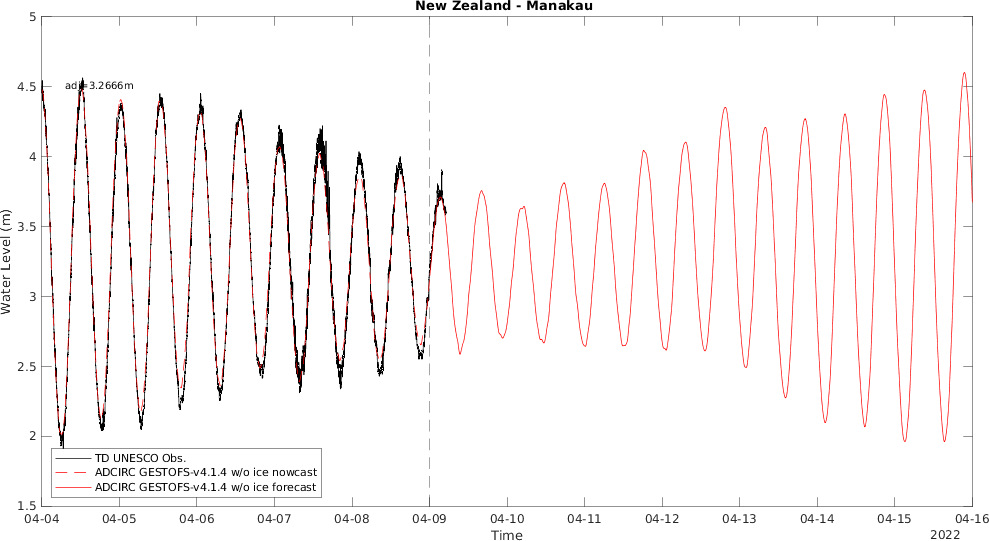 New Zealand - Manakau
adj=3.2666m
Water Level (m)
5
4.5
4
3.5
3
2.5
2
1.5
TD UNESCO Obs.
ADCIRC GESTOFS-v4.1.4 w/o ice nowcast
ADCIRC GESTOFS-v4.1.4 w/o ice forecast
04-04 04-05 04-06 04-07 04-08 04-09 04-10 04-11 04-12 04-13 04-14 04-15 04-16
Time
2022